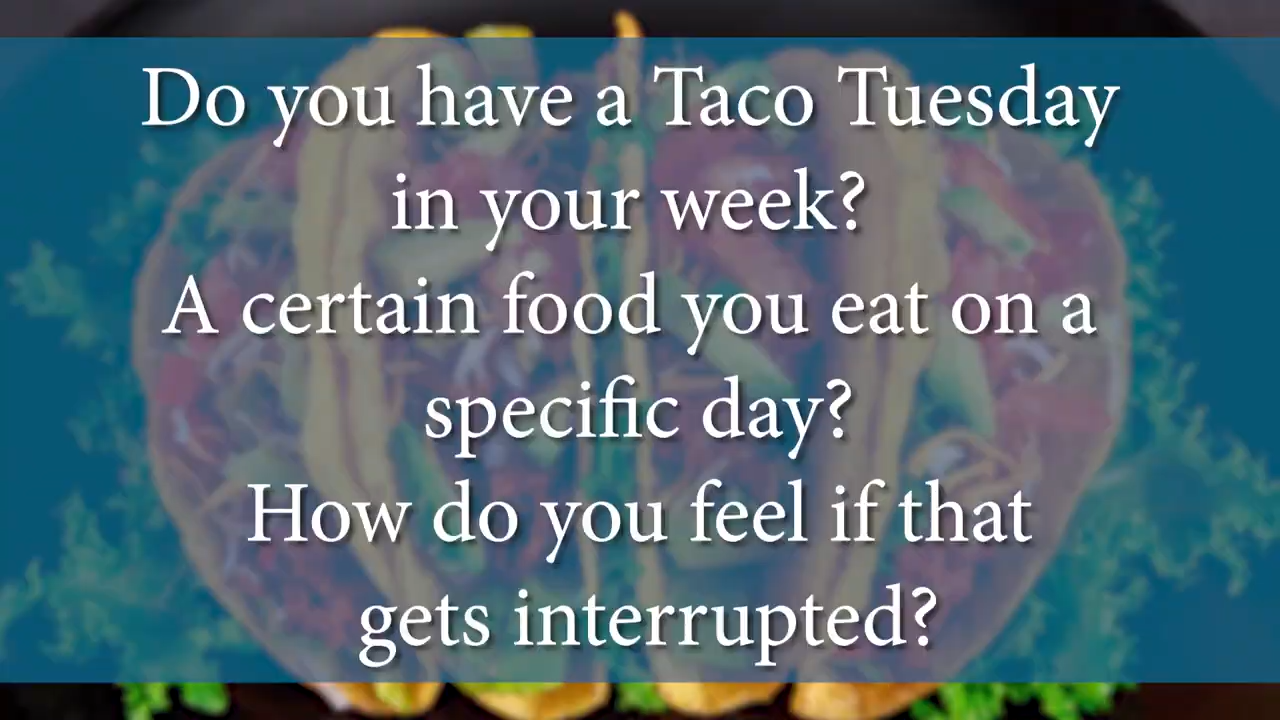 Do you have a Taco Tuesday
in your week?
A certain food you eat on a
specific day?
How do you feel if that
gets interrupted?